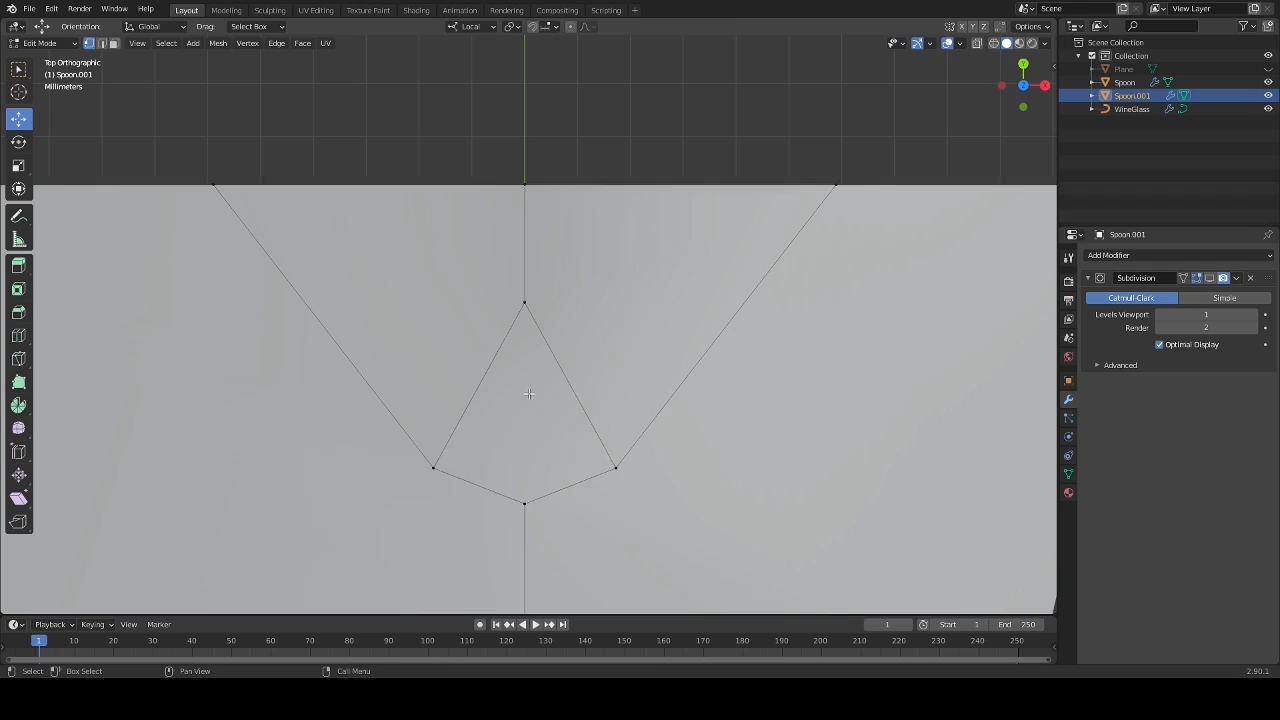 File Edit Render Window Help Layout Modeling Sculpting UV Editing Texture Paint Shading Animation Rendering Compositing Scripting + Scene View Layer
Orientation: Global Drag: Select Box Local X Y Z Options
Edit Mode View Select Add Mesh Vertex Edge Face UV
Top Orthographic
(1) Spoon.001
Millimeters
Y
Z
X
Scene Collection
Collection
Plane
Spoon
Spoon.001
WineGlass
Spoon.001
Add Modifier
Subdivision
Catmull-Clark Simple
Levels Viewport 1
Render 2
Optimal Display
Advanced
Playback Keying View Marker 1 Start 1 End 250
1 10 20 30 40 50 60 70 80 90 100 110 120 130 140 150 160 170 180 190 200 210 220 230 240 250
Select Box Select Pan View Call Menu 2.90.1